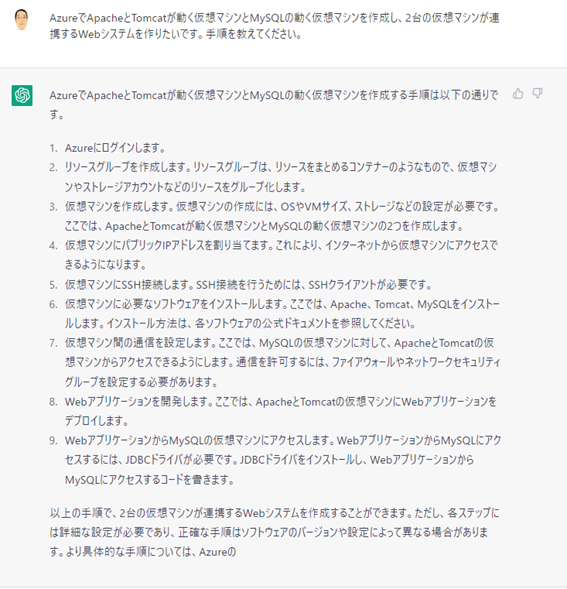 AzureでApacheとTomcatが動く仮想マシンとMySQLの動く仮想マシンを作成し、2台の仮想マシンが連
携するWebシステムを作りたいです。手順を教えてください。
AzureでApacheとTomcatが動く仮想マシンとMySQLの動く仮想マシンを作成する手順は以下の通りで
す。
1. Azureにログインします。
2. リソースグループを作成します。リソースグループは、リソースをまとめるコンテナーのようなもので、仮想マシ
ンやストレージアカウントなどのリソースをグループ化します。
3. 仮想マシンを作成します。仮想マシンの作成には、OSやVMサイズ、ストレージなどの設定が必要です。
ここでは、ApacheとTomcatが動く仮想マシンとMySQLの動く仮想マシンの2つを作成します。
4. 仮想マシンにパブリックIPアドレスを割り当てます。これにより、インターネットから仮想マシンにアクセスで
きるようになります。
5. 仮想マシンにSSH接続します。SSH接続を行うためには、SSHクライアントが必要です。
6. 仮想マシンに必要なソフトウェアをインストールします。ここでは、Apache、Tomcat、MySQLをインストー
ルします。インストール方法は、各ソフトウェアの公式ドキュメントを参照してください。
7. 仮想マシン間の通信を設定します。ここでは、MySQLの仮想マシンに対して、ApacheとTomcatの仮
想マシンからアクセスできるようにします。通信を許可するには、ファイアウォールやネットワークセキュリティ
グループを設定する必要があります。
8. Webアプリケーションを開発します。ここでは、ApacheとTomcatの仮想マシンにWebアプリケーションを
デプロイします。
9. WebアプリケーションからMySQLの仮想マシンにアクセスします。WebアプリケーションからMySQLにアク
セスするには、JDBCドライバが必要です。JDBCドライバをインストールし、Webアプリケーションから
MySQLにアクセスするコードを書きます。
以上の手順で、2台の仮想マシンが連携するWebシステムを作成することができます。ただし、各ステップに
は詳細な設定が必要であり、正確な手順はソフトウェアのバージョンや設定によって異なる場合がありま
す。より具体的な手順については、Azureの